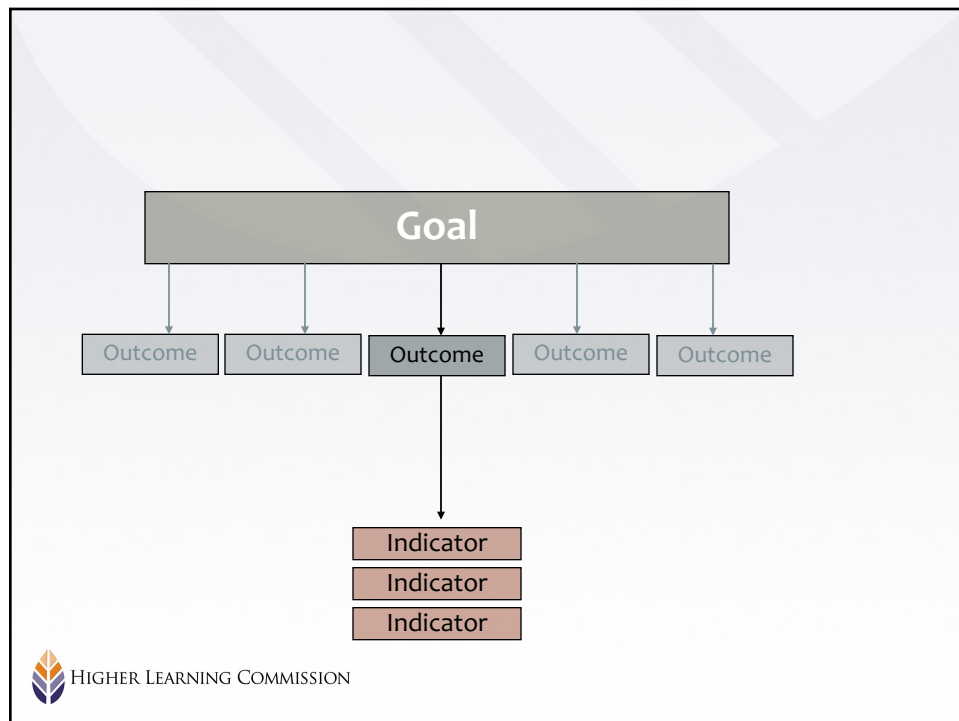 Goal
Outcome Outcome Outcome Outcome Outcome
Indicator
Indicator
Indicator
HIGHER LEARNING COMMISSION